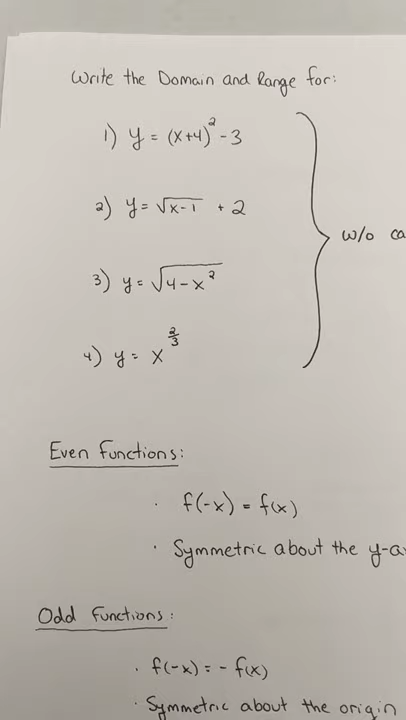 Write the Domain and Range for:
1) y = (x+4)² - 3
2) y = √x-1 + 2
w/o
3) y = √4-x²
4) y = x^(2/3)
Even Functions:
· f(-x) = f(x)
· Symmetric about the
Odd Functions:
· f(-x) = - f(x)
· Symmetric about the origin